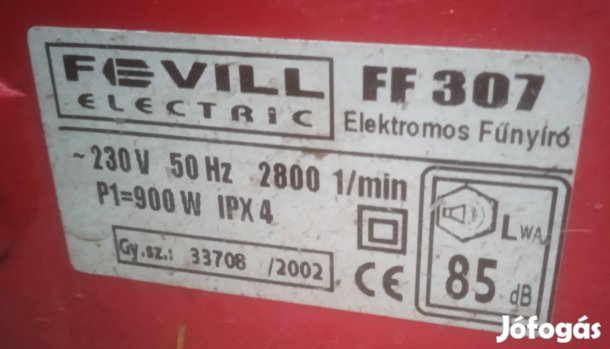 FEVILL
ELECTRIC
FF 307
Elektromos Fűnyíró
~ 230 V 50 Hz 2800 1/min
P1=900 W IPX 4
Gy.sz.: 33708 /2002
CE
LWA
85 dB
Jófogás